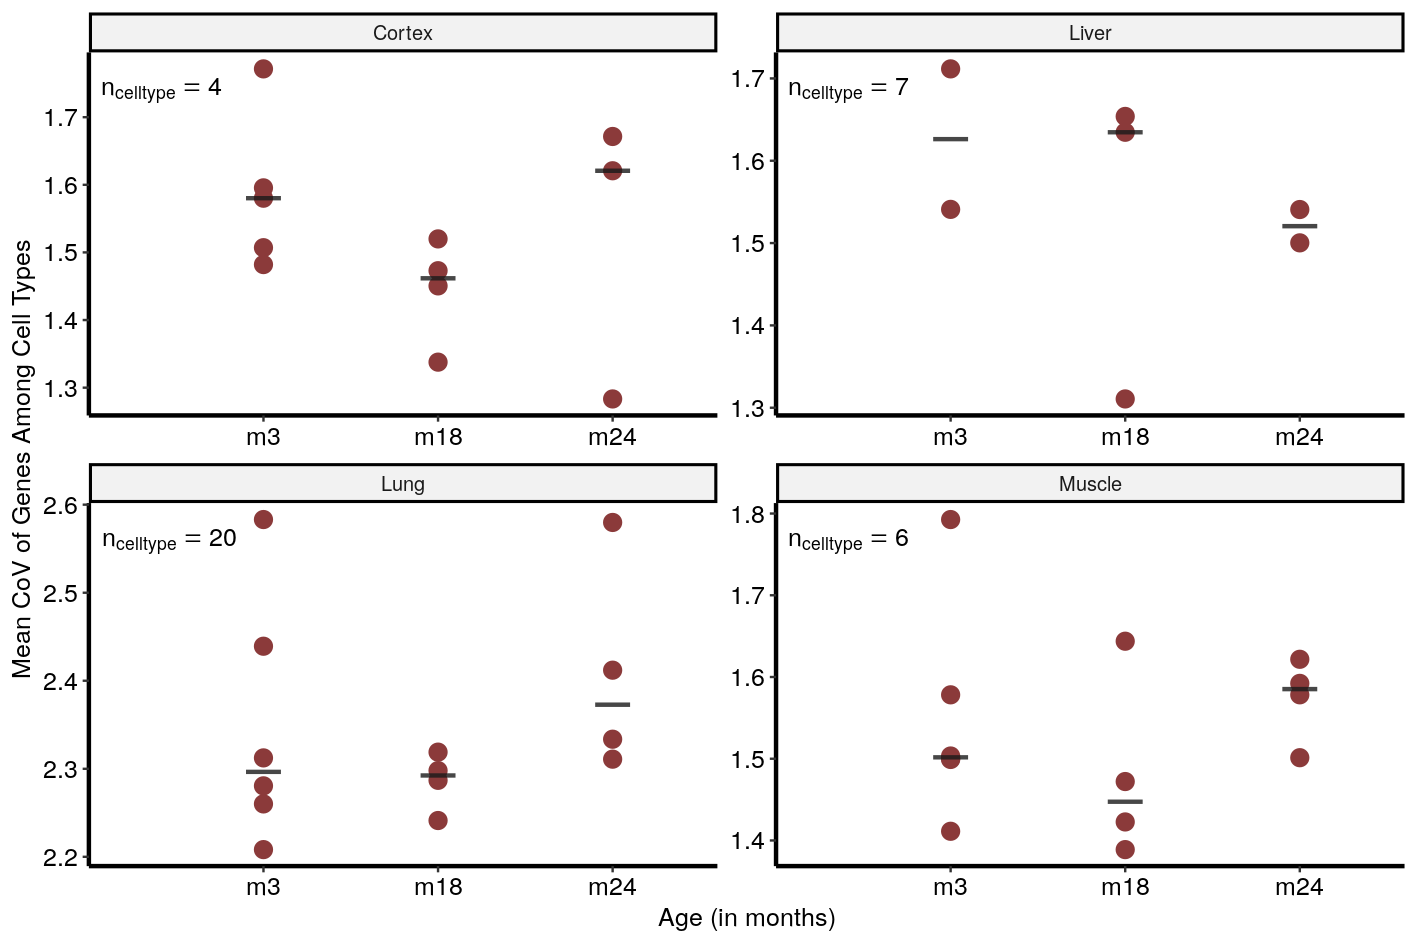 Mean CoV of Genes Among Cell Types
Cortex
n_celltype = 4
1.7
1.6
1.5
1.4
1.3
m3 m18 m24
Liver
n_celltype = 7
1.7
1.6
1.5
1.4
1.3
m3 m18 m24
Lung
n_celltype = 20
2.6
2.5
2.4
2.3
2.2
m3 m18 m24
Muscle
n_celltype = 6
1.8
1.7
1.6
1.5
1.4
m3 m18 m24
Age (in months)